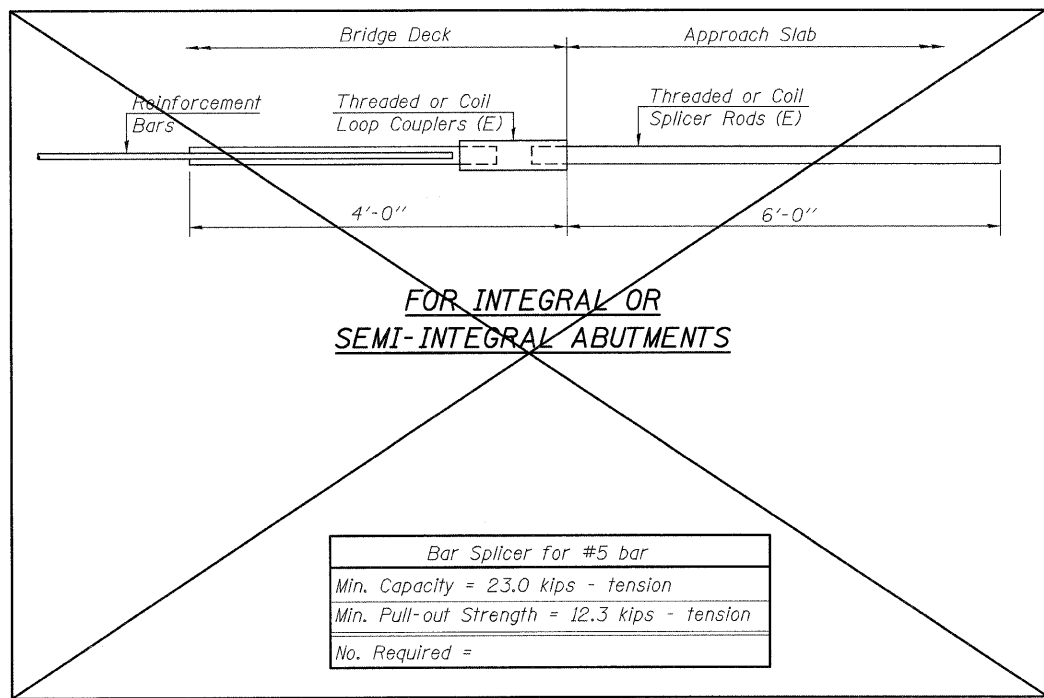 Bridge Deck
Approach Slab
Reinforcement
Bars
Threaded or Coil
Loop Couplers (E)
Threaded or Coil
Splicer Rods (E)
4'-0"
6'-0"
FOR INTEGRAL OR
SEMI-INTEGRAL ABUTMENTS
Bar Splicer for #5 bar
Min. Capacity = 23.0 kips - tension
Min. Pull-out Strength = 12.3 kips - tension
No. Required =